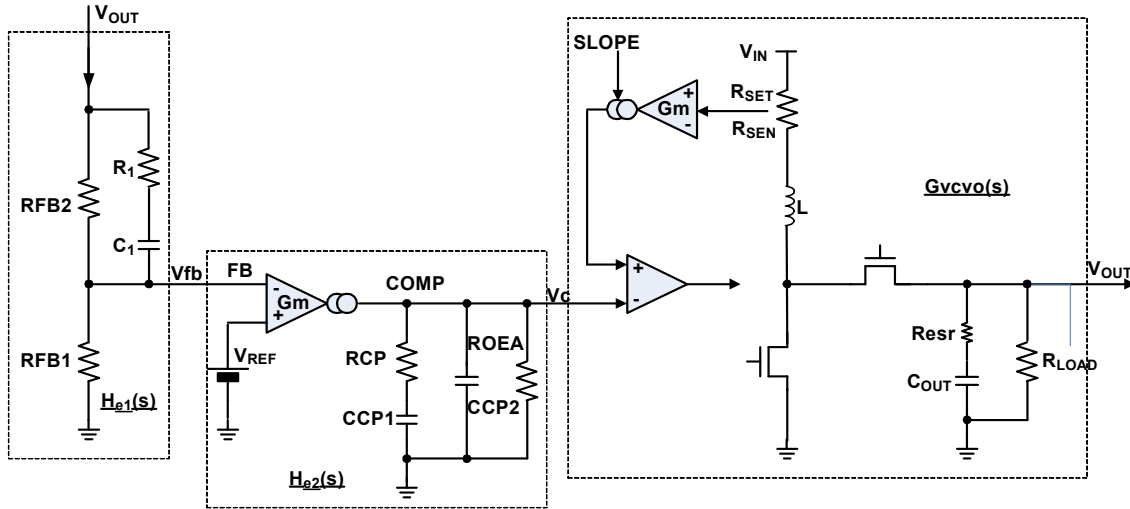 VOUT
R1
RFB2
C1
RFB1
He1(s)
Vfb
FB
Gm
-
+
VREF
COMP
Vc
ROEA
RCP
CCP1
CCP2
He2(s)
SLOPE
VIN
Gm
+
-
RSET
RSEN
L
+
-
Gvcvo(s)
VOUT
Resr
COUT
RLOAD